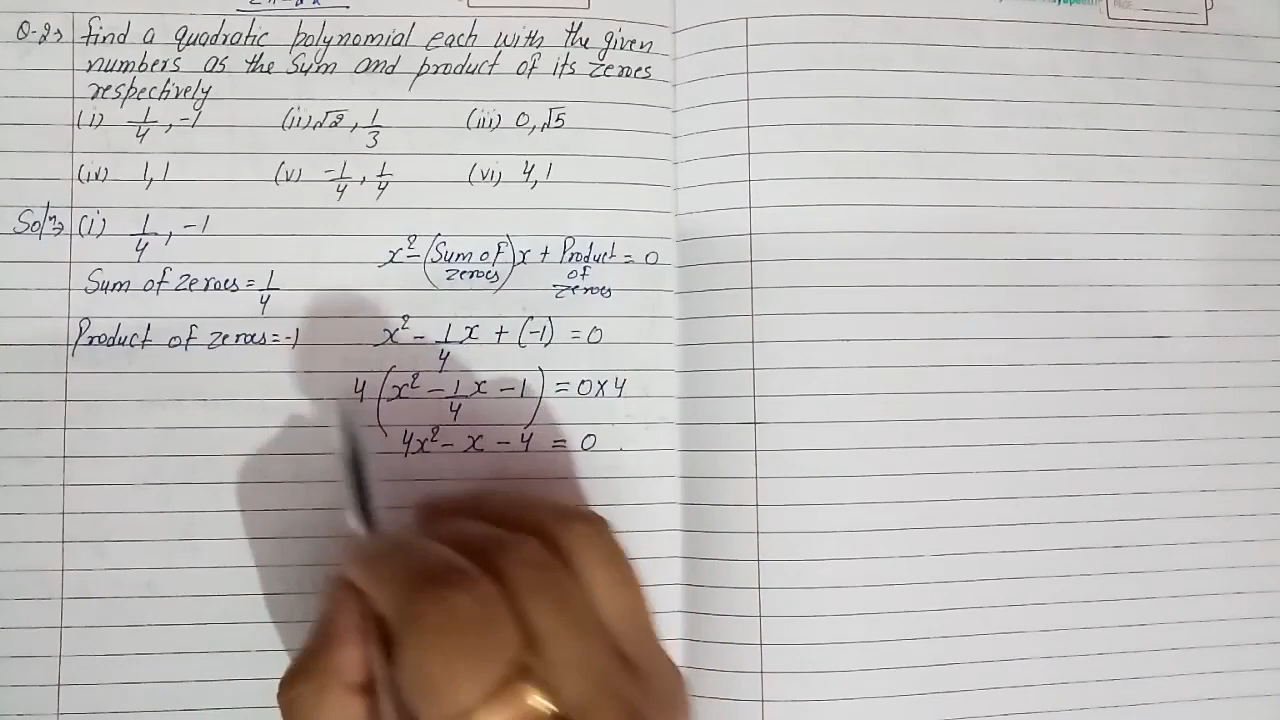 Q-2⇒ find a quadratic polynomial each with the given
numbers as the Sum and product of its zeroes
respectively
(i) 1/4, -1 (ii) √2, 1/3 (iii) 0, √5
(iv) 1, 1 (v) -1/4, 1/4 (vi) 4, 1
Solⁿ⇒ (i) 1/4, -1
x² - (Sum of zeroes) x + Product of zeroes = 0
Sum of zeroes = 1/4
Product of zeroes = -1
x² - 1/4 x + (-1) = 0
4 (x² - 1/4 x - 1) = 0 × 4
4x² - x - 4 = 0